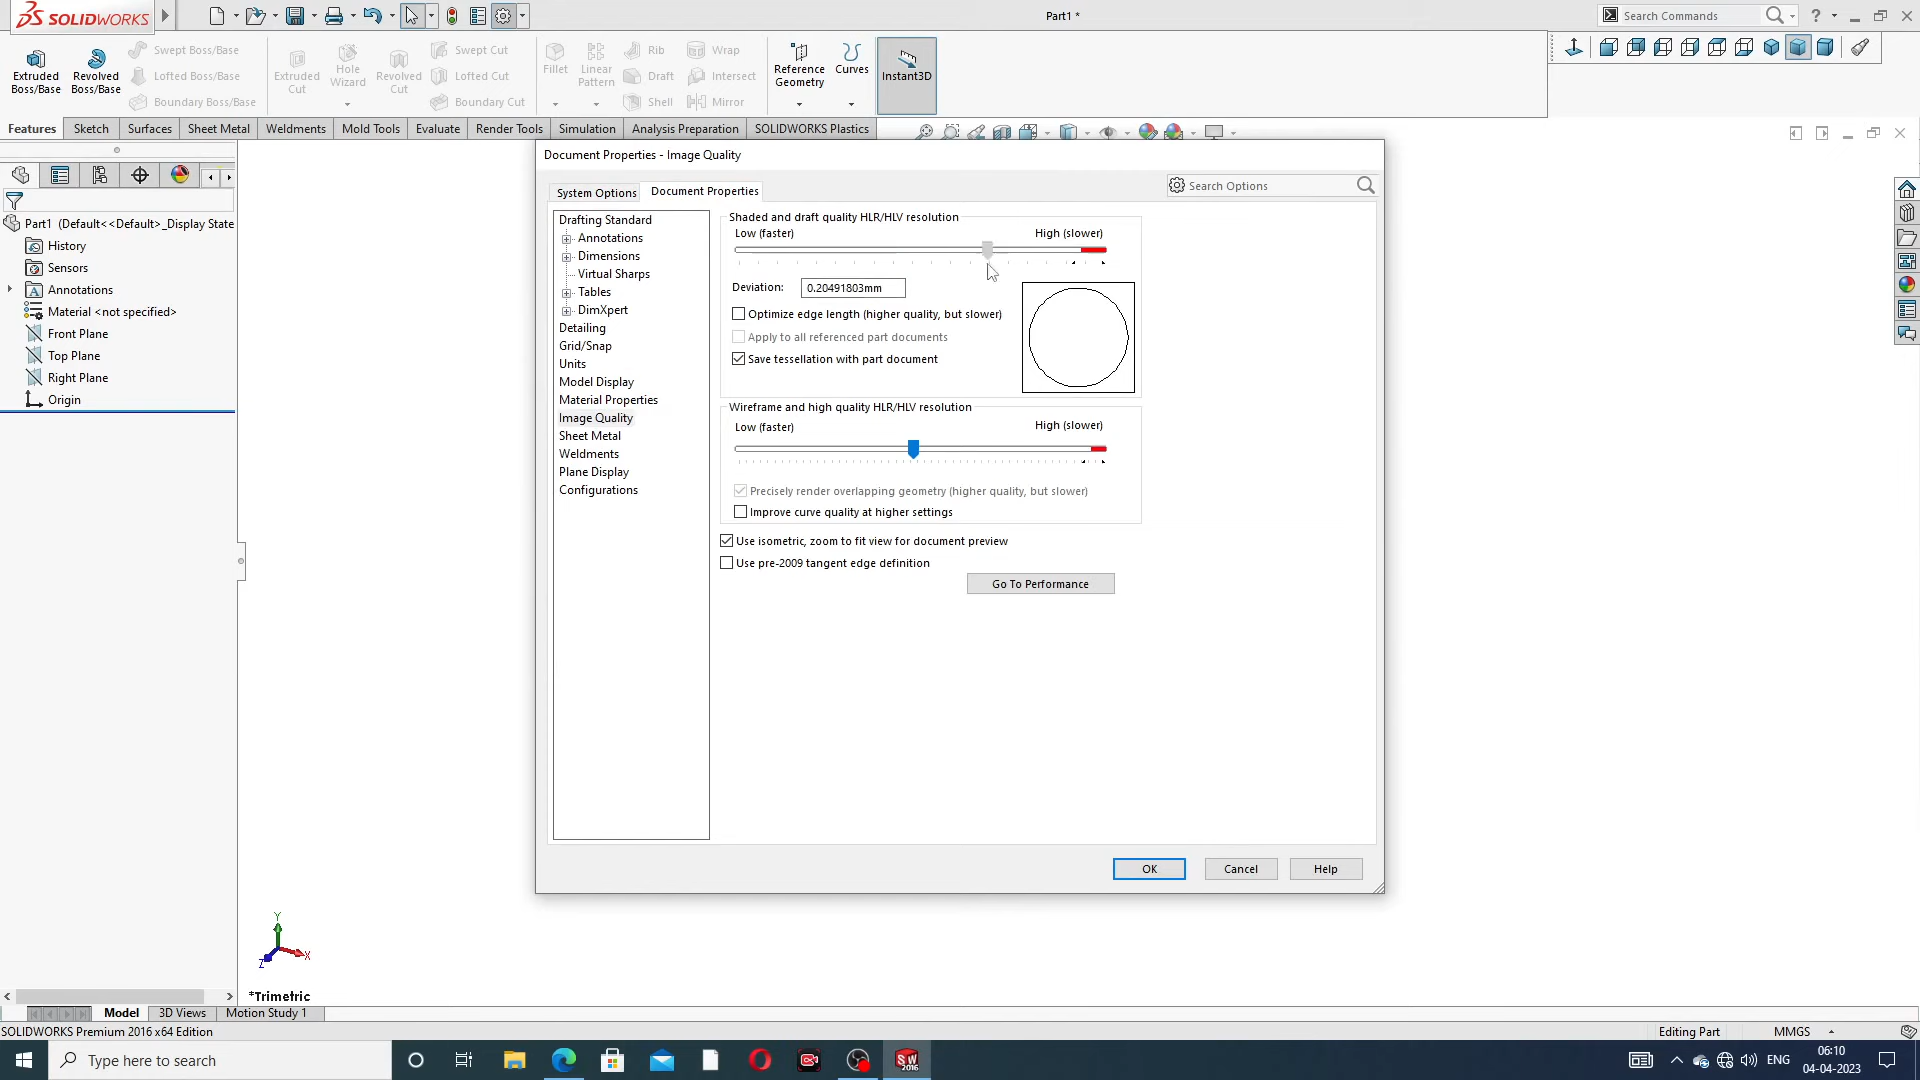 SOLIDWORKS
Part1 *
Search Commands
?
Extruded
Boss/Base
Revolved
Boss/Base
Swept Boss/Base
Lofted Boss/Base
Boundary Boss/Base
Extruded
Cut
Hole
Wizard
Revolved
Cut
Swept Cut
Lofted Cut
Boundary Cut
Fillet
Linear
Pattern
Rib
Draft
Shell
Wrap
Intersect
Mirror
Reference
Geometry
Curves
Instant3D
Features
Sketch
Surfaces
Sheet Metal
Weldments
Mold Tools
Evaluate
Render Tools
Simulation
Analysis Preparation
SOLIDWORKS Plastics
Part1 (Default<<Default>_Display State
History
Sensors
Annotations
Material <not specified>
Front Plane
Top Plane
Right Plane
Origin
Document Properties - Image Quality
System Options
Document Properties
Search Options
Drafting Standard
Annotations
Dimensions
Virtual Sharps
Tables
DimXpert
Detailing
Grid/Snap
Units
Model Display
Material Properties
Image Quality
Sheet Metal
Weldments
Plane Display
Configurations
Shaded and draft quality HLR/HLV resolution
Low (faster)
High (slower)
Deviation:
0.20491803mm
Optimize edge length (higher quality, but slower)
Apply to all referenced part documents
Save tessellation with part document
Wireframe and high quality HLR/HLV resolution
Low (faster)
High (slower)
Precisely render overlapping geometry (higher quality, but slower)
Improve curve quality at higher settings
Use isometric, zoom to fit view for document preview
Use pre-2009 tangent edge definition
Go To Performance
OK
Cancel
Help
Y
X
Z
*Trimetric
Model
3D Views
Motion Study 1
SOLIDWORKS Premium 2016 x64 Edition
Editing Part
MMGS
Type here to search
SW
2016
ENG
06:10
04-04-2023